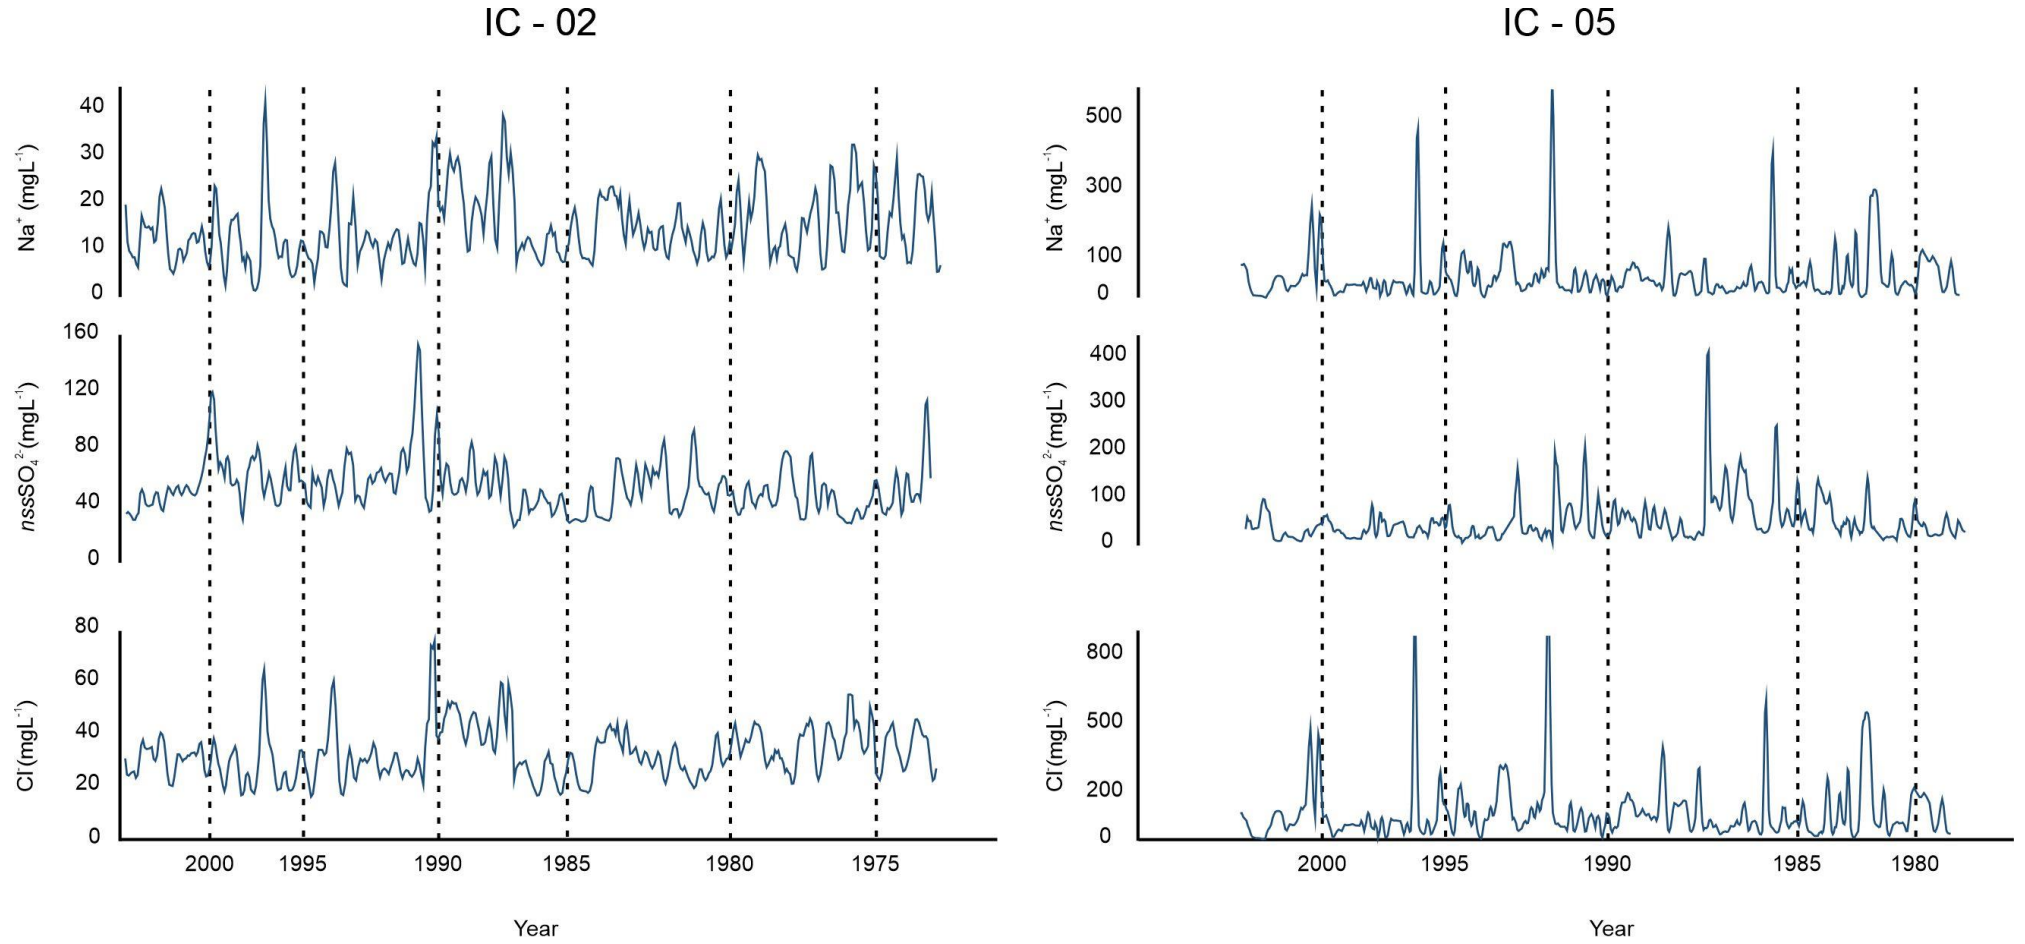 IC - 02
Na⁺ (mgL⁻¹)
40
30
20
10
0
nssSO₄²⁻(mgL⁻¹)
160
120
80
40
0
Cl⁻(mgL⁻¹)
80
60
40
20
0
2000 1995 1990 1985 1980 1975
Year
IC - 05
Na⁺ (mgL⁻¹)
500
300
100
0
nssSO₄²⁻(mgL⁻¹)
400
300
200
100
0
Cl⁻(mgL⁻¹)
800
500
200
0
2000 1995 1990 1985 1980
Year